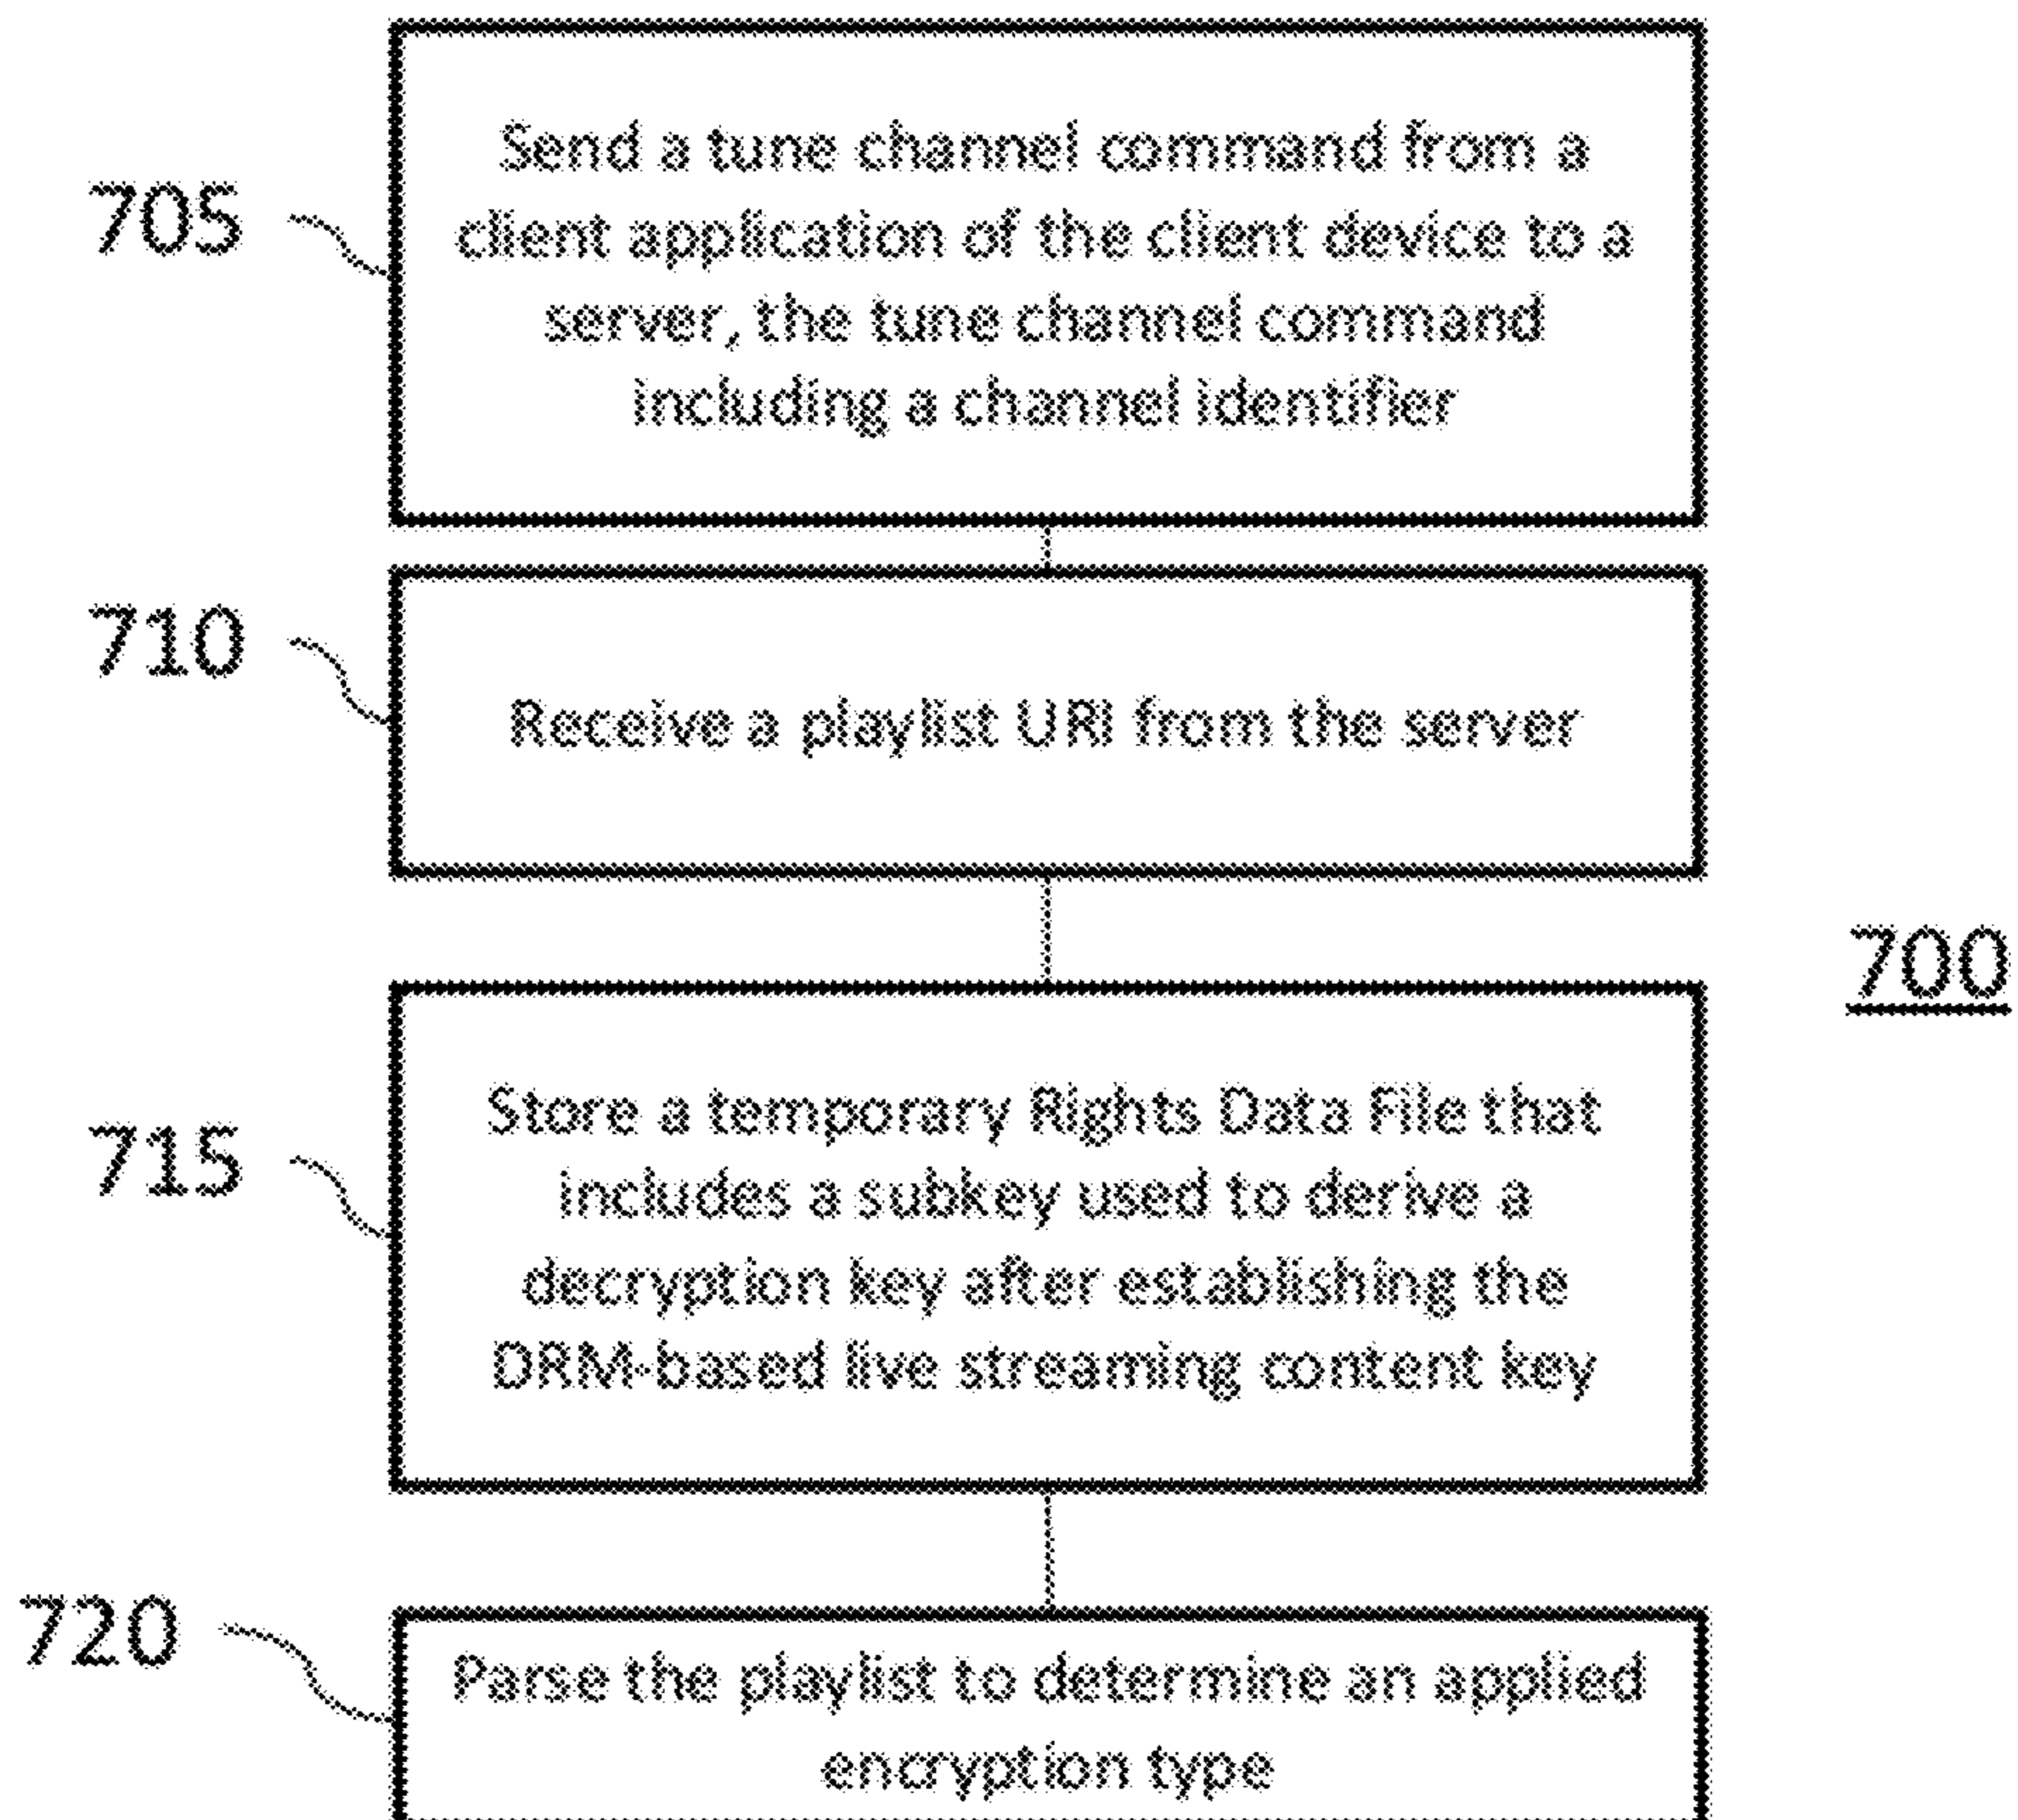 705
Send a tune channel command from a
client application of the client device to a
server, the tune channel command
including a channel identifier
710
Receive a playlist URI from the server
700
715
Store a temporary Rights Data File that
includes a subkey used to derive a
decryption key after establishing the
DRM-based live streaming content key
720
Parse the playlist to determine an applied
encryption type